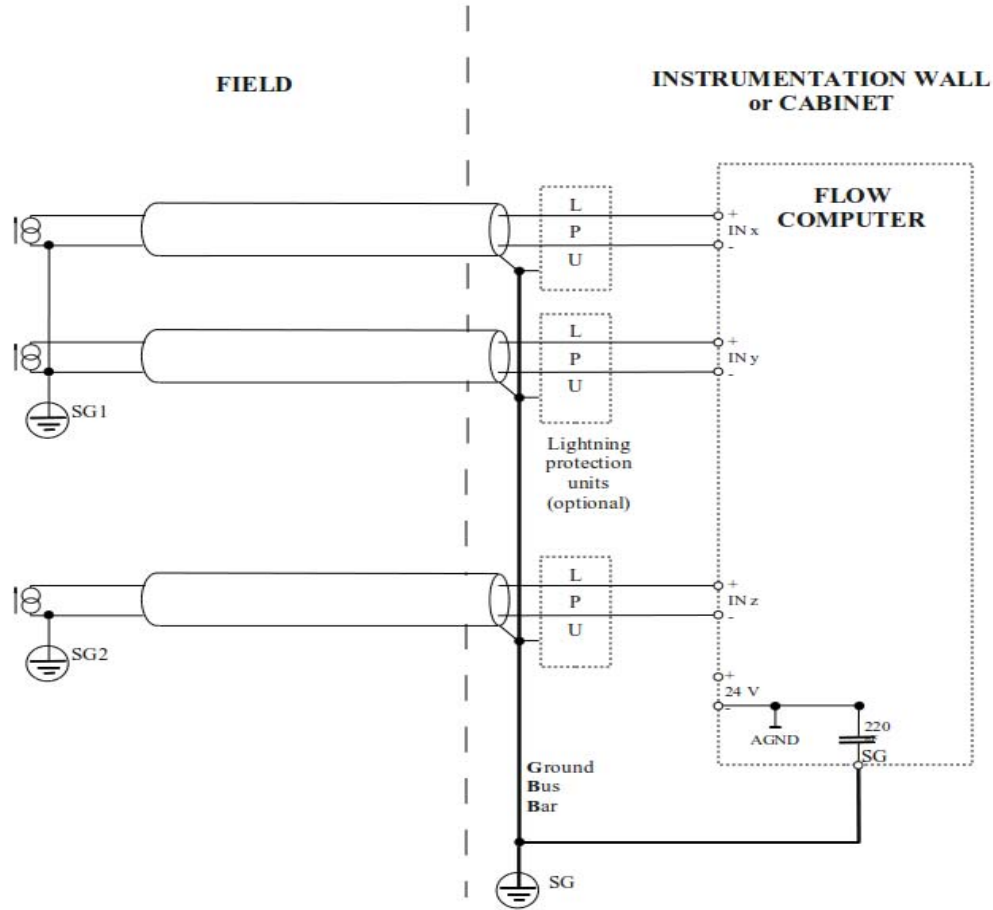 FIELD
INSTRUMENTATION WALL
or CABINET
FLOW
COMPUTER
L
P
U
+
IN x
-
L
P
U
+
IN y
-
SG1
Lightning
protection
units
(optional)
L
P
U
+
IN z
-
SG2
+
24 V
-
AGND
220
SG
Ground
Bus
Bar
SG